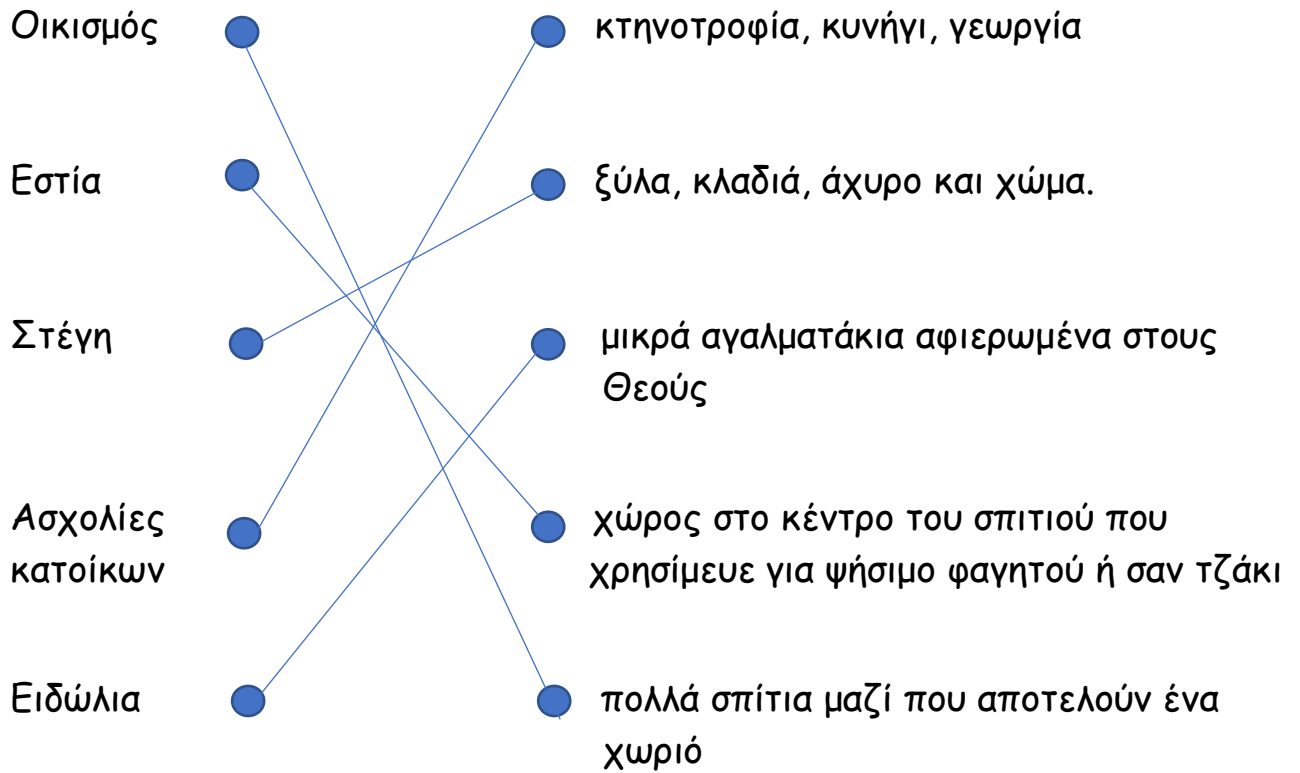 Οικισμός
κτηνοτροφία, κυνήγι, γεωργία
Εστία
ξύλα, κλαδιά, άχυρο και χώμα.
Στέγη
μικρά αγαλματάκια αφιερωμένα στους
Θεούς
Ασχολίες
κατοίκων
χώρος στο κέντρο του σπιτιού που
χρησίμευε για ψήσιμο φαγητού ή σαν τζάκι
Ειδώλια
πολλά σπίτια μαζί που αποτελούν ένα
χωριό